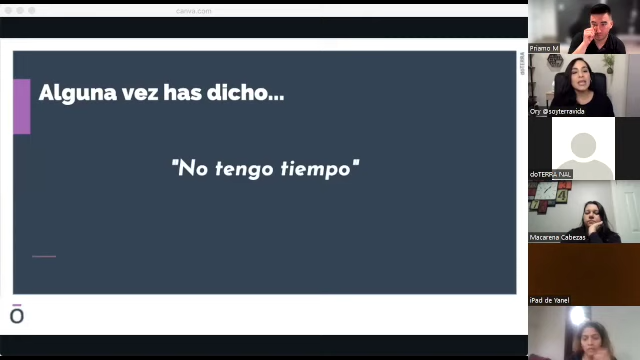 canva.com
Alguna vez has dicho...
"No tengo tiempo"
dōTERRA
Ō
Priamo M
Ory @soyterravida
doTERRA NAL
Macarena Cabezas
iPad de Yanel